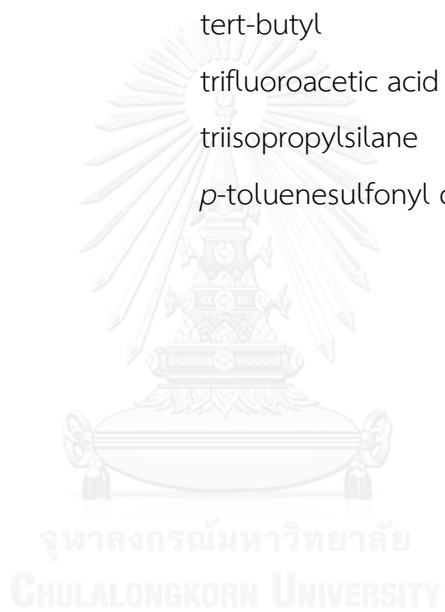 tert-butyl
trifluoroacetic acid
triisopropylsilane
p-toluenesulfonyl
จุฬาลงกรณ์มหาวิทยาลัย
CHULALONGKORN UNIVERSITY